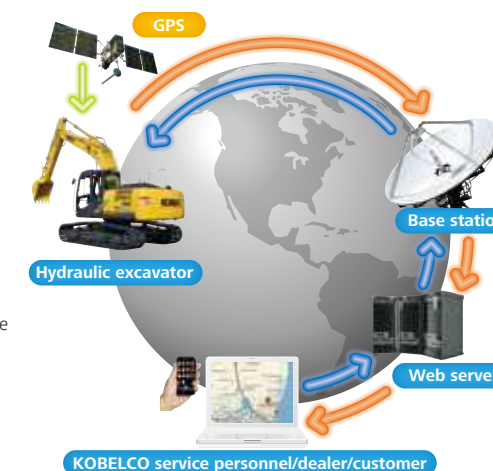 GPS
Base statio
Hydraulic excavator
e
Web serve
KOBELCO service personnel/dealer/customer